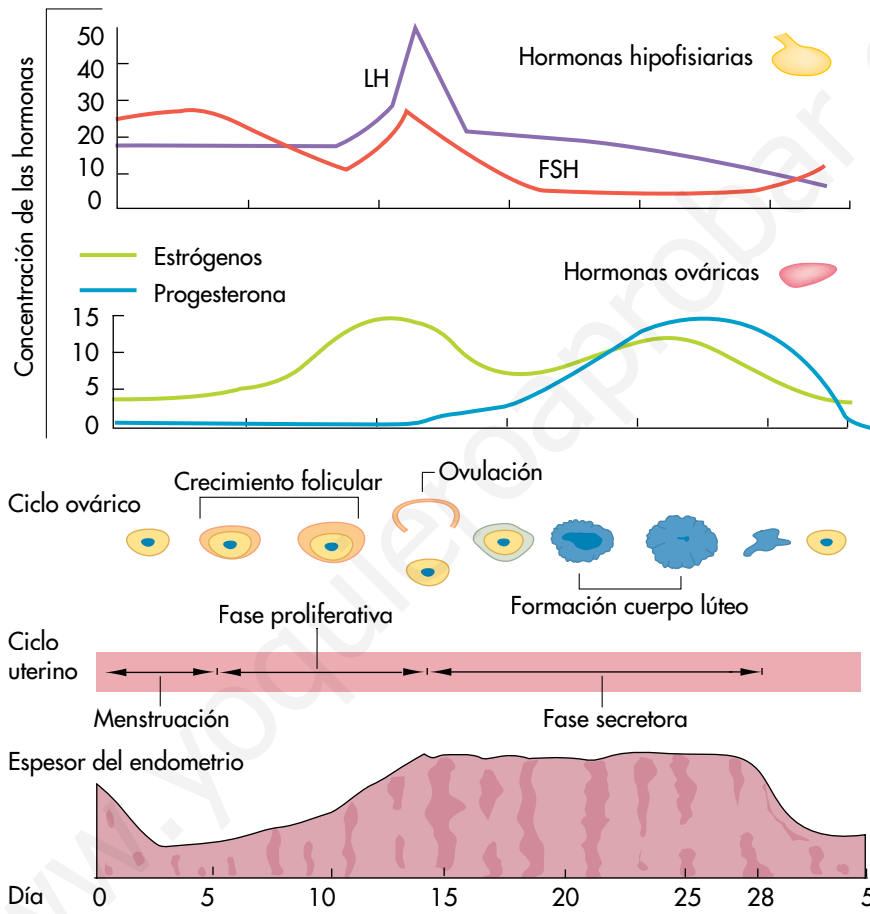 Concentración de las hormonas
50
40
30
20
10
0
LH
FSH
Hormonas hipofisiarias
Estrógenos
Progesterona
Hormonas ováricas
15
10
5
0
Ciclo ovárico
Crecimiento folicular
Ovulación
Formación cuerpo lúteo
Fase proliferativa
Ciclo
uterino
Menstruación
Fase secretora
Espesor del endometrio
Día 0 5 10 15 20 25 28 5
www.yoquieroaprobar